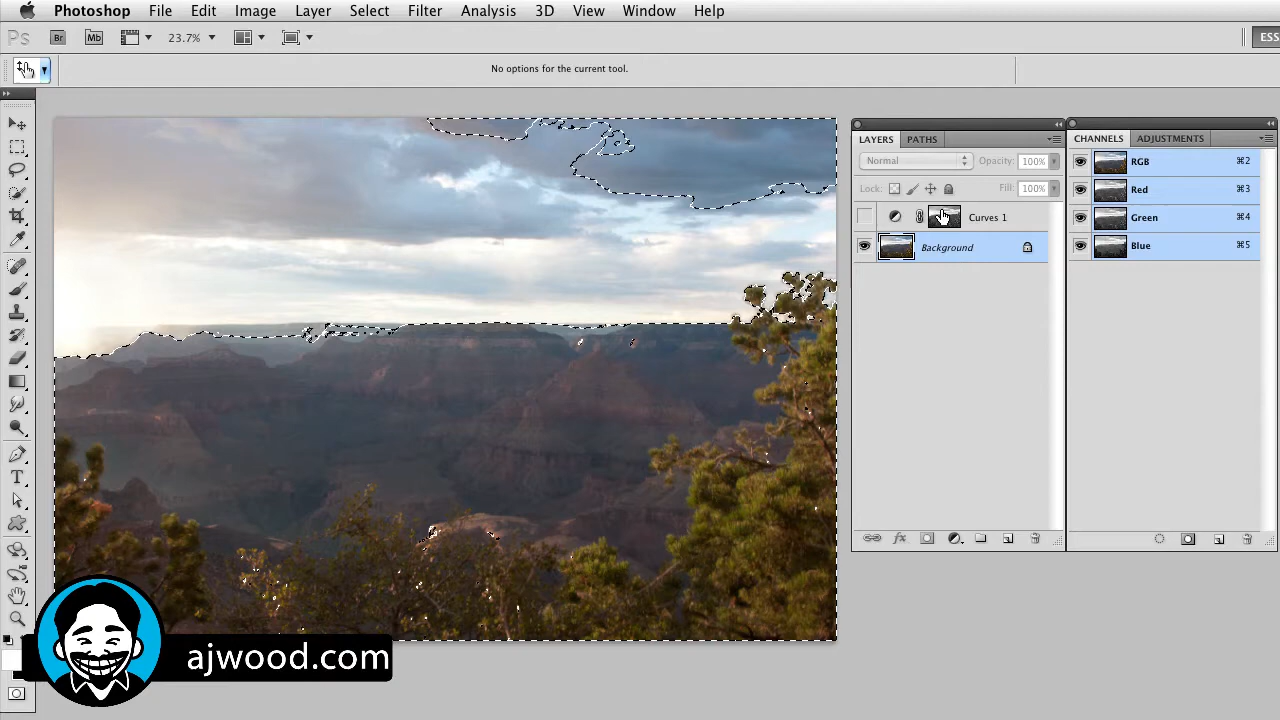 Photoshop File Edit Image Layer Select Filter Analysis 3D View Window Help
Ps Br Mb 23.7% ESS
No options for the current tool.
LAYERS PATHS
Normal Opacity: 100%
Lock: Fill: 100%
Curves 1
Background
CHANNELS ADJUSTMENTS
RGB ⌘2
Red ⌘3
Green ⌘4
Blue ⌘5
fx
T
ajwood.com